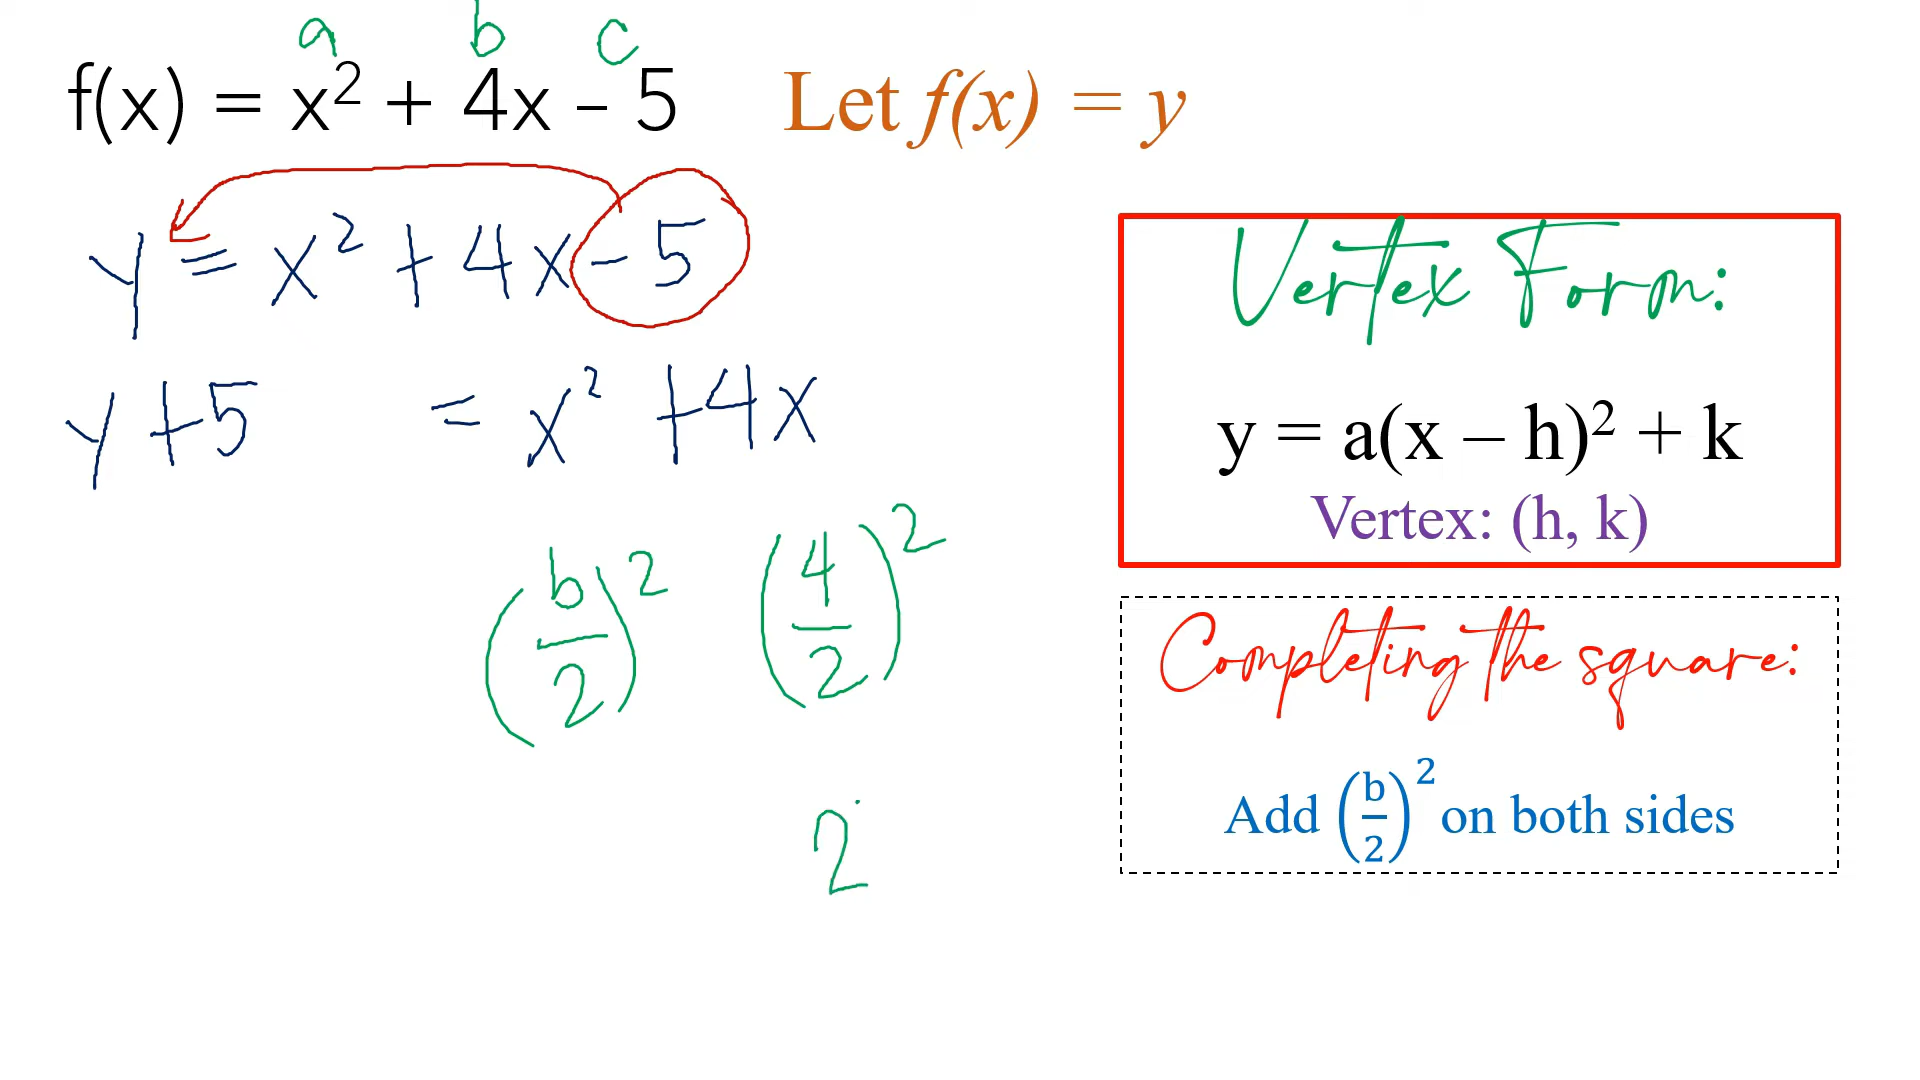 a b c
f(x) = x² + 4x - 5
Let f(x) = y
y = x² + 4x - 5
y + 5 = x² + 4x
(b/2)² (4/2)²
2
Vertex Form:
y = a(x – h)² + k
Vertex: (h, k)
Completing the square:
Add (b/2)² on both sides